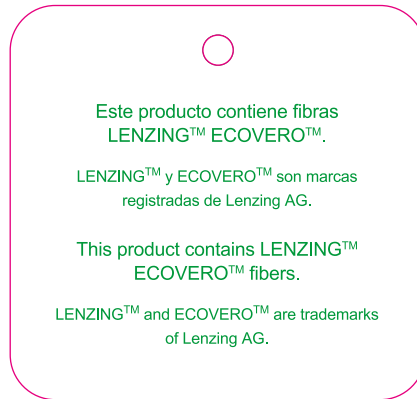 Este producto contiene fibras
LENZING™ ECOVERO™.
LENZING™ y ECOVERO™ son marcas
registradas de Lenzing AG.
This product contains LENZING™
ECOVERO™ fibers.
LENZING™ and ECOVERO™ are trademarks
of Lenzing AG.